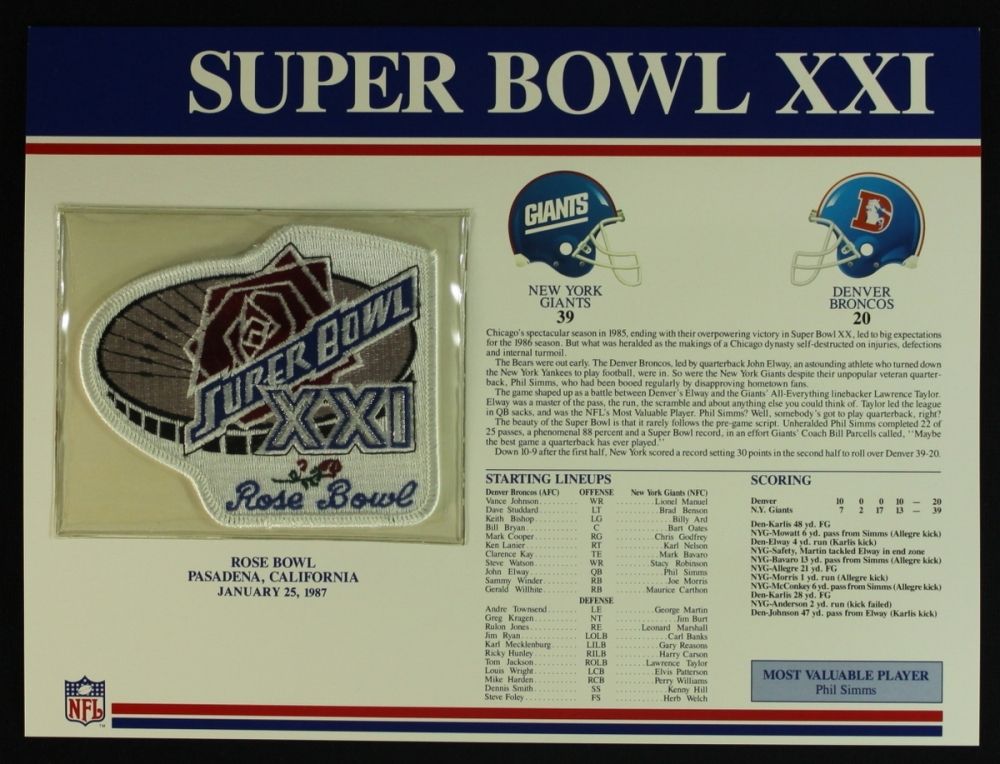 SUPER BOWL XXI
SUPER BOWL
XXI
Rose Bowl
ROSE BOWL
PASADENA, CALIFORNIA
JANUARY 25, 1987
GIANTS
NEW YORK
GIANTS
39
D
DENVER
BRONCOS
20
Chicago's spectacular season in 1985, ending with their overpowering victory in Super Bowl XX, led to big expectations
for the 1986 season. But what was heralded as the makings of a Chicago dynasty self-destructed on injuries, defections
and internal turmoil.
The Bears were out early. The Denver Broncos, led by quarterback John Elway, an astounding athlete who turned down
the New York Yankees to play football, were in. So were the New York Giants despite their unpopular veteran quarter-
back, Phil Simms, who had been booed regularly by disapproving hometown fans.
The game shaped up as a battle between Denver's Elway and the Giants' All-Everything linebacker Lawrence Taylor.
Elway was a master of the pass, the run, the scramble and about anything else you could think of. Taylor led the league
in QB sacks, and was the NFL's Most Valuable Player. Phil Simms? Well, somebody's got to play quarterback, right?
The beauty of the Super Bowl is that it rarely follows the pre-game script. Unheralded Phil Simms completed 22 of
25 passes, a phenomenal 88 percent and a Super Bowl record, in an effort Giants' Coach Bill Parcells called, "Maybe
the best game a quarterback has ever played."
Down 10-9 after the first half, New York scored a record setting 30 points in the second half to roll over Denver 39-20.
STARTING LINEUPS
Denver Broncos (AFC) OFFENSE New York Giants (NFC)
Vance Johnson WR Lionel Manuel
Dave Studdard LT Brad Benson
Keith Bishop LG Billy Ard
Bill Bryan C Bart Oates
Mark Cooper RG Chris Godfrey
Ken Lanier RT Karl Nelson
Clarence Kay TE Mark Bavaro
Steve Watson WR Stacy Robinson
John Elway QB Phil Simms
Sammy Winder RB Joe Morris
Gerald Willhite RB Maurice Carthon
DEFENSE
Andre Townsend LE George Martin
Greg Kragen NT Jim Burt
Rulon Jones RE Leonard Marshall
Jim Ryan LOLB Carl Banks
Karl Mecklenburg LILB Gary Reasons
Ricky Hunley RILB Harry Carson
Tom Jackson ROLB Lawrence Taylor
Louis Wright LCB Elvis Patterson
Mike Harden RCB Perry Williams
Dennis Smith SS Kenny Hill
Steve Foley FS Herb Welch
SCORING
Denver 10 0 0 10 — 20
N.Y. Giants 7 2 17 13 — 39
Den-Karlis 48 yd. FG
NYG-Mowatt 6 yd. pass from Simms (Allegre kick)
Den-Elway 4 yd. run (Karlis kick)
NYG-Safety, Martin tackled Elway in end zone
NYG-Bavaro 13 yd. pass from Simms (Allegre kick)
NYG-Allegre 21 yd. FG
NYG-Morris 1 yd. run (Allegre kick)
NYG-McConkey 6 yd. pass from Simms (Allegre kick)
Den-Karlis 28 yd. FG
NYG-Anderson 2 yd. run (kick failed)
Den-Johnson 47 yd. pass from Elway (Karlis kick)
MOST VALUABLE PLAYER
Phil Simms
NFL
TM